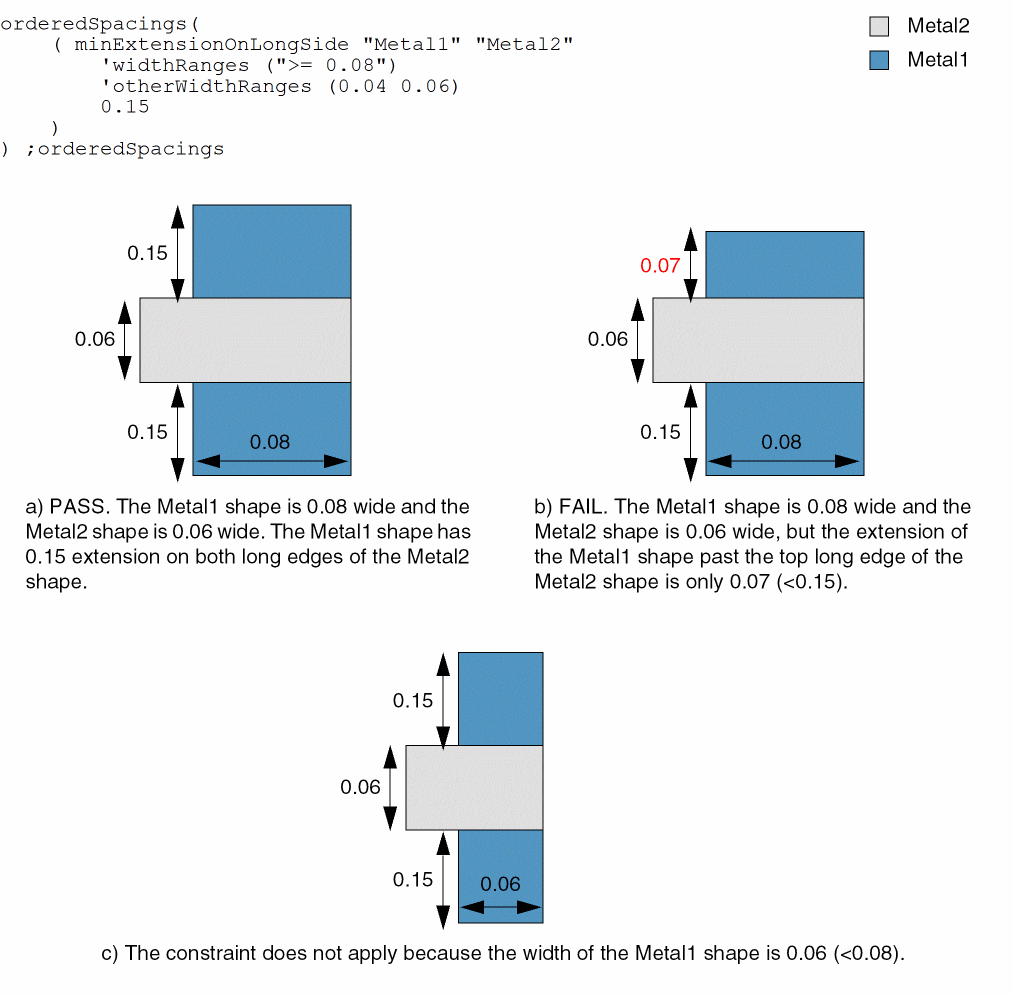 orderedSpacings(
( minExtensionOnLongSide "Metal1" "Metal2"
'widthRanges (">= 0.08")
'otherWidthRanges (0.04 0.06)
0.15
)
) ;orderedSpacings
Metal2
Metal1
0.15
0.06
0.15
0.08
0.07
0.06
0.15
0.08
a) PASS. The Metal1 shape is 0.08 wide and the
Metal2 shape is 0.06 wide. The Metal1 shape has
0.15 extension on both long edges of the Metal2
shape.
b) FAIL. The Metal1 shape is 0.08 wide and the
Metal2 shape is 0.06 wide, but the extension of
the Metal1 shape past the top long edge of the
Metal2 shape is only 0.07 (<0.15).
0.15
0.06
0.15
0.06
c) The constraint does not apply because the width of the Metal1 shape is 0.06 (<0.08).